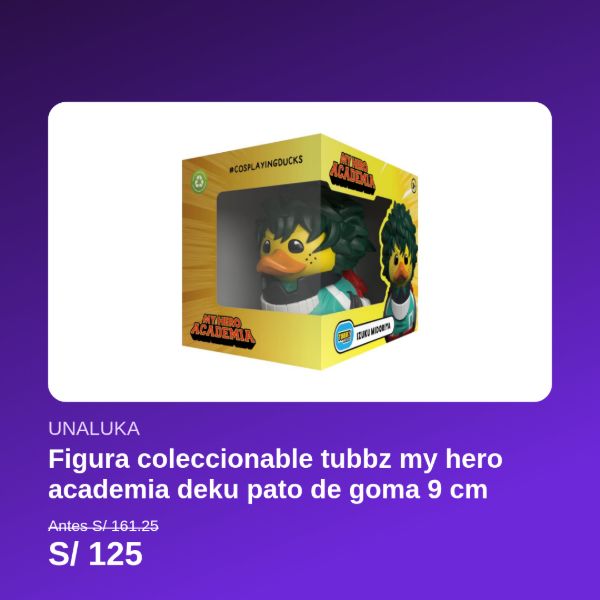 #COSPLAYINGDUCKS
MY HERO
ACADEMIA
MY HERO
ACADEMIA
TUBBZ
IZUKU MIDORIYA
UNALUKA
Figura coleccionable tubbz my hero
academia deku pato de goma 9 cm
Antes S/ 161.25
S/ 125